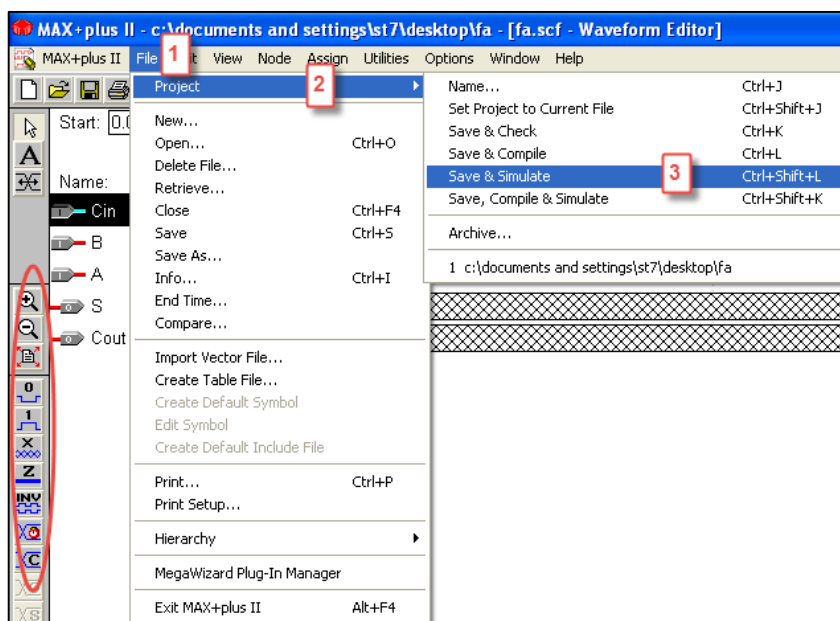 MAX+plus II - c:\documents and settings\st7\desktop\fa - [fa.scf - Waveform Editor]
MAX+plus II File 1 t View Node Assign Utilities Options Window Help
Project 2
Name... Ctrl+J
Set Project to Current File Ctrl+Shift+J
Save & Check Ctrl+K
Save & Compile Ctrl+L
Save & Simulate 3 Ctrl+Shift+L
Save, Compile & Simulate Ctrl+Shift+K
Archive...
1 c:\documents and settings\st7\desktop\fa
New...
Open... Ctrl+O
Delete File...
Retrieve...
Close Ctrl+F4
Save Ctrl+S
Save As...
Info... Ctrl+I
End Time...
Compare...
Import Vector File...
Create Table File...
Create Default Symbol
Edit Symbol
Create Default Include File
Print... Ctrl+P
Print Setup...
Hierarchy
MegaWizard Plug-In Manager
Exit MAX+plus II Alt+F4
Start: 0.0
Name:
Cin
B
A
S
Cout
A
0
1
X
Z
INV
C
XS